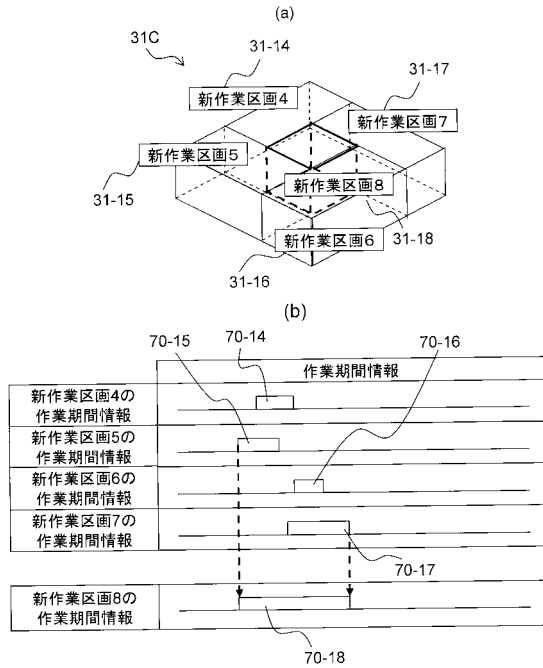 (a)
31C
31-14
31-17
新作業区画4
新作業区画7
新作業区画5
新作業区画8
31-15
新作業区画6
31-18
31-16
(b)
70-15
70-14
70-16
作業期間情報
新作業区画4の
作業期間情報
新作業区画5の
作業期間情報
新作業区画6の
作業期間情報
新作業区画7の
作業期間情報
70-17
新作業区画8の
作業期間情報
70-18